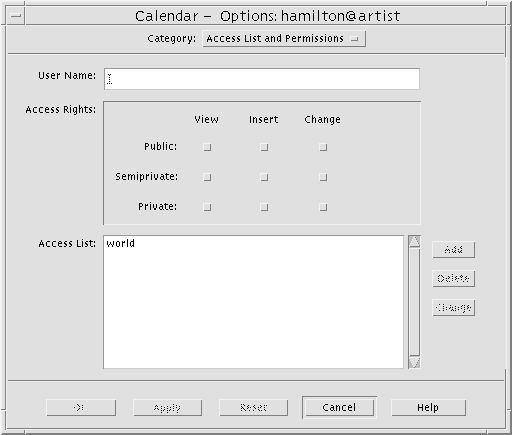 Calendar – Options: hamilton@artist
Category: Access List and Permissions
User Name:
Access Rights:
View Insert Change
Public:
Semiprivate:
Private:
Access List:
world
Add
Delete
Change
Apply Reset Cancel Help